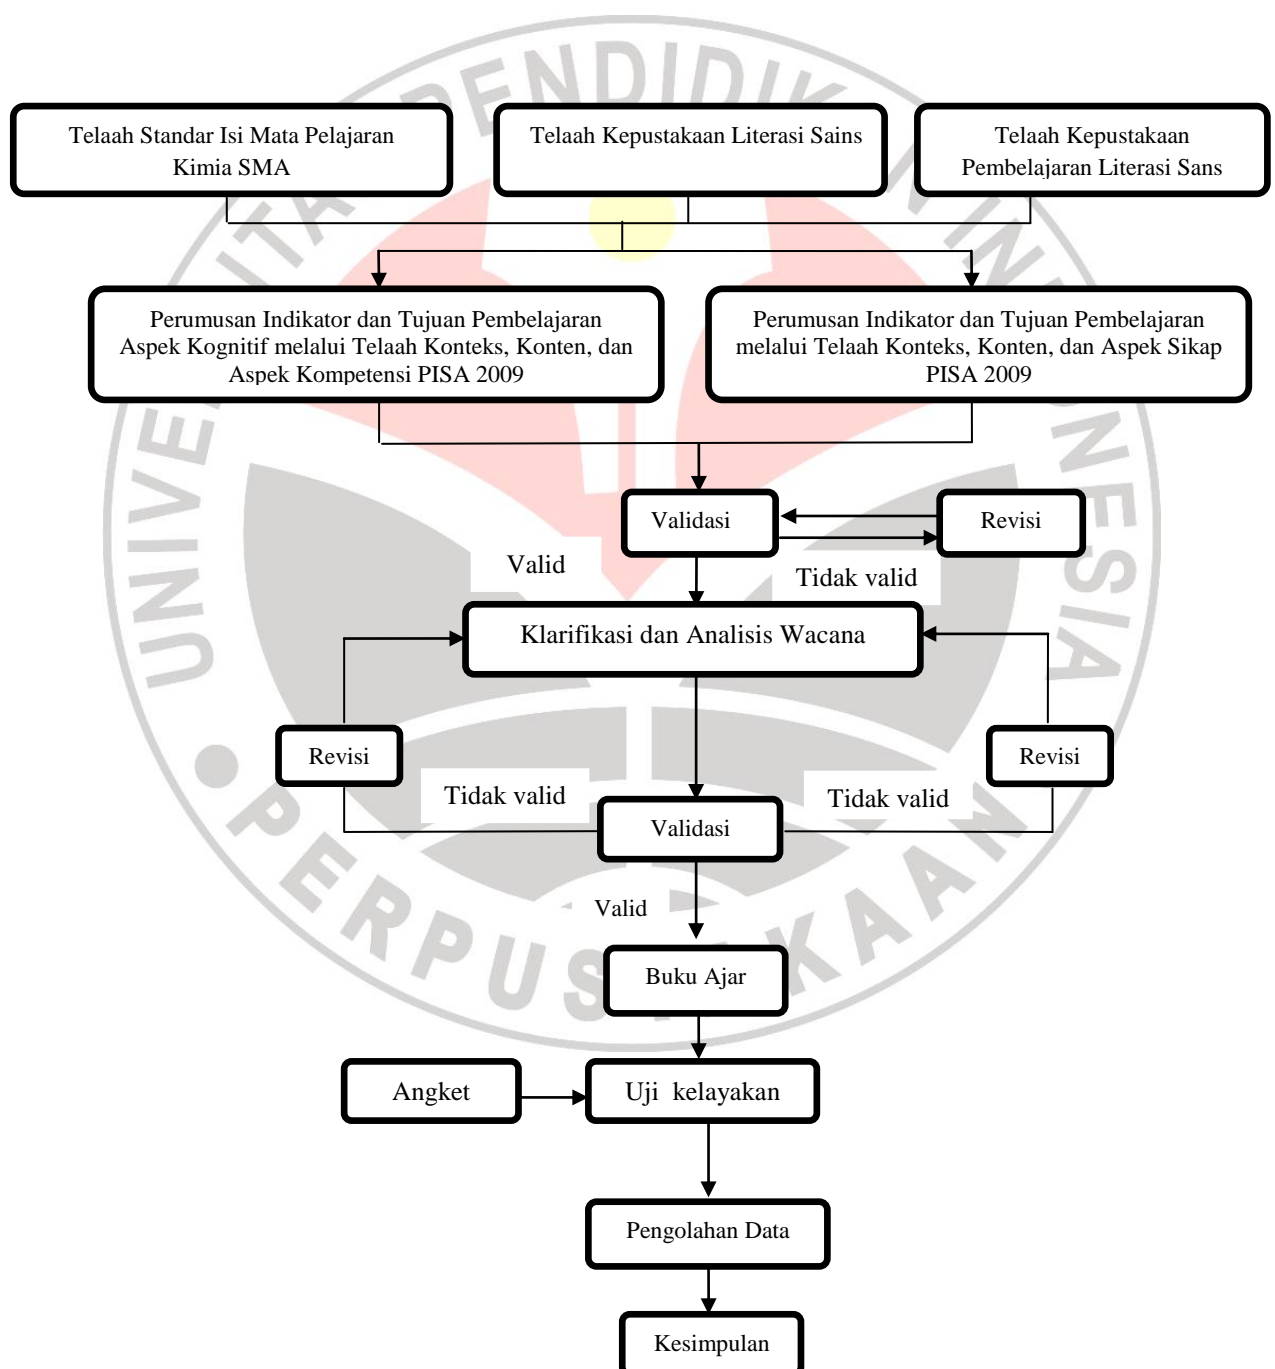 Telaah Standar Isi Mata Pelajaran
Kimia SMA
Telaah Kepustakaan Literasi Sains
Telaah Kepustakaan
Pembelajaran Literasi Sans
Perumusan Indikator dan Tujuan Pembelajaran
Aspek Kognitif melalui Telaah Konteks, Konten, dan
Aspek Kompetensi PISA 2009
Perumusan Indikator dan Tujuan Pembelajaran
melalui Telaah Konteks, Konten, dan Aspek Sikap
PISA 2009
Validasi
Revisi
Valid
Tidak valid
Klarifikasi dan Analisis Wacana
Revisi
Revisi
Tidak valid
Tidak valid
Validasi
Valid
Buku Ajar
Angket
Uji kelayakan
Pengolahan Data
Kesimpulan